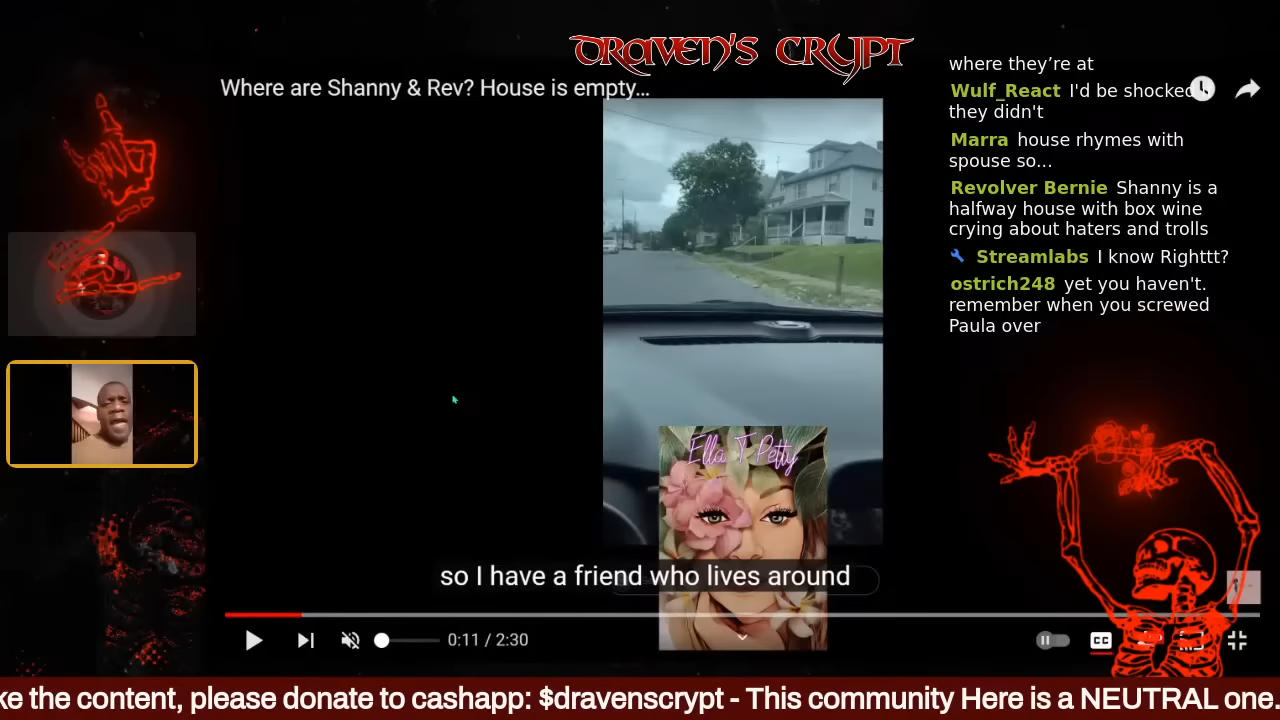 DRAVEN'S CRYPT
Where are Shanny & Rev? House is empty...
where they're at
Wulf_React I'd be shocked
they didn't
Marra house rhymes with
spouse so...
Revolver Bernie Shanny is a
halfway house with box wine
crying about haters and trolls
Streamlabs I know Righttt?
ostrich248 yet you haven't.
remember when you screwed
Paula over
Ella T Petty
so I have a friend who lives around
0:11 / 2:30
CC
ke the content, please donate to cashapp: $dravenscrypt - This community Here is a NEUTRAL one.